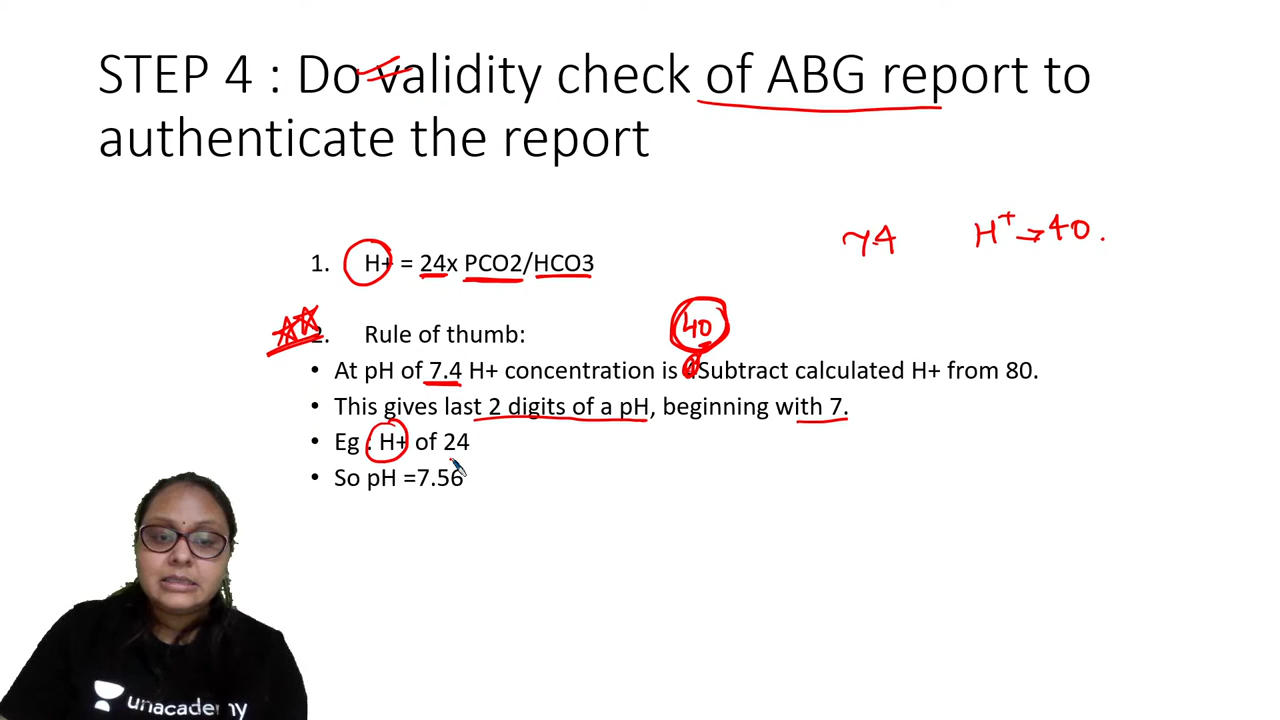 STEP 4 : Do validity check of ABG report to
authenticate the report
7.4 H+ → 40.
1. H+ = 24x PCO2/HCO3
40
2. Rule of thumb:
• At pH of 7.4 H+ concentration is Subtract calculated H+ from 80.
• This gives last 2 digits of a pH, beginning with 7.
• Eg : H+ of 24
• So pH =7.56
unacademy